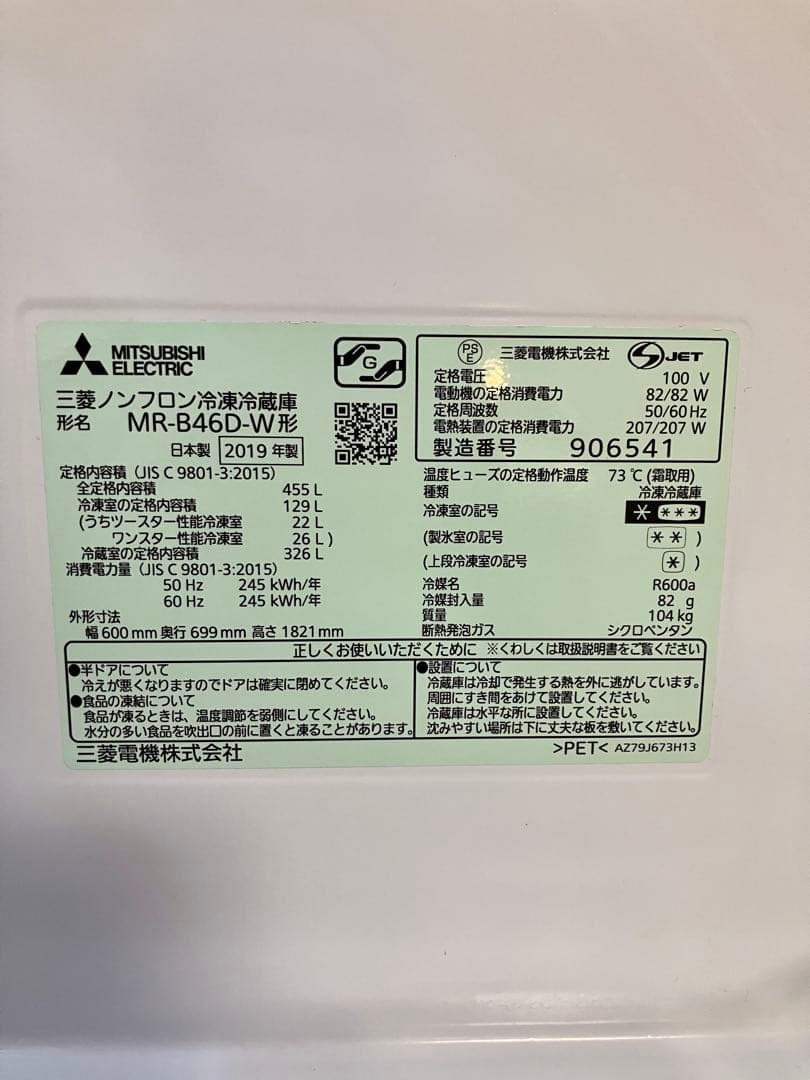 MITSUBISHI
ELECTRIC
G
三菱ノンフロン冷凍冷蔵庫
形名 MR-B46D-W形
日本製 2019 年製
定格内容積（JIS C 9801-3:2015）
全定格内容積 455 L
冷凍室の定格内容積 129 L
(うちツースター性能冷凍室 22 L
ワンスター性能冷凍室 26 L )
冷蔵室の定格内容積 326 L
消費電力量（JIS C 9801-3:2015）
50 Hz 245 kWh/年
60 Hz 245 kWh/年
外形寸法
幅 600 mm 奥行 699 mm 高さ 1821 mm
PS
E 三菱電機株式会社 S JET
定格電圧 100 V
電動機の定格消費電力 82/82 W
定格周波数 50/60 Hz
電熱装置の定格消費電力 207/207 W
製造番号 906541
温度ヒューズの定格動作温度 73 ℃ (霜取用)
種類 冷凍冷蔵庫
冷凍室の記号 * ***
(製氷室の記号 ** )
(上段冷凍室の記号 * )
冷媒名 R600a
冷媒封入量 82 g
質量 104 kg
断熱発泡ガス シクロペンタン
正しくお使いいただくために ※くわしくは取扱説明書をご覧ください
●半ドアについて
冷えが悪くなりますのでドアは確実に閉めてください。
●食品の凍結について
食品が凍るときは、温度調節を弱側にしてください。
水分の多い食品を吹出口の前に置くと凍ることがあります。
●設置について
冷蔵庫は冷却で発生する熱を外に逃がしています。
周囲にすき間をあけて設置してください。
冷蔵庫は水平な所に設置してください。
沈みやすい場所は下に丈夫な板を敷いてください。
三菱電機株式会社
>PET< AZ79J673H13